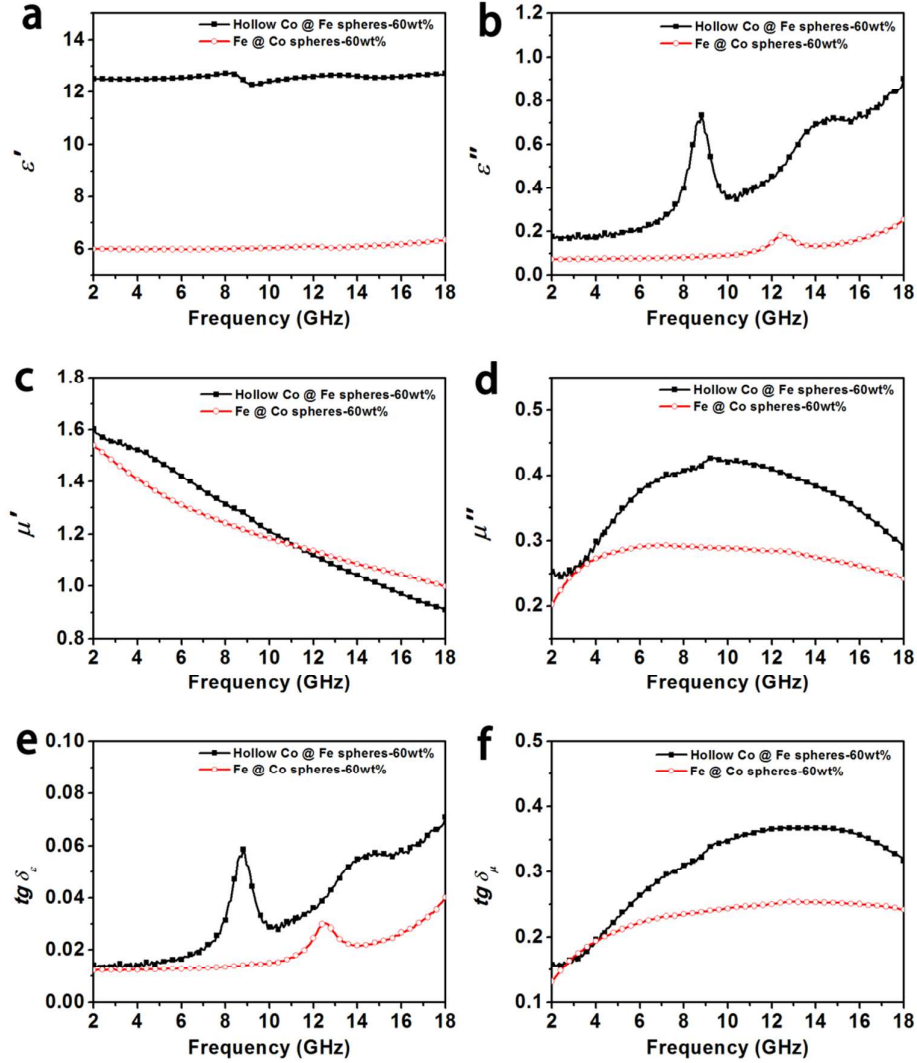 a
Hollow Co @ Fe spheres-60wt%
Fe @ Co spheres-60wt%
15
14
12
10
8
6
5
ε′
2 4 6 8 10 12 14 16 18
Frequency (GHz)
b
Hollow Co @ Fe spheres-60wt%
Fe @ Co spheres-60wt%
1.2
1.0
0.8
0.6
0.4
0.2
0.0
ε″
2 4 6 8 10 12 14 16 18
Frequency (GHz)
c
Hollow Co @ Fe spheres-60wt%
Fe @ Co spheres-60wt%
1.8
1.6
1.4
1.2
1.0
0.8
μ′
2 4 6 8 10 12 14 16 18
Frequency (GHz)
d
Hollow Co @ Fe spheres-60wt%
Fe @ Co spheres-60wt%
0.5
0.4
0.3
0.2
μ″
2 4 6 8 10 12 14 16 18
Frequency (GHz)
e
Hollow Co @ Fe spheres-60wt%
Fe @ Co spheres-60wt%
0.10
0.08
0.06
0.04
0.02
0.00
tg δε
2 4 6 8 10 12 14 16 18
Frequency (GHz)
f
Hollow Co @ Fe spheres-60wt%
Fe @ Co spheres-60wt%
0.5
0.4
0.3
0.2
0.1
tg δμ
2 4 6 8 10 12 14 16 18
Frequency (GHz)